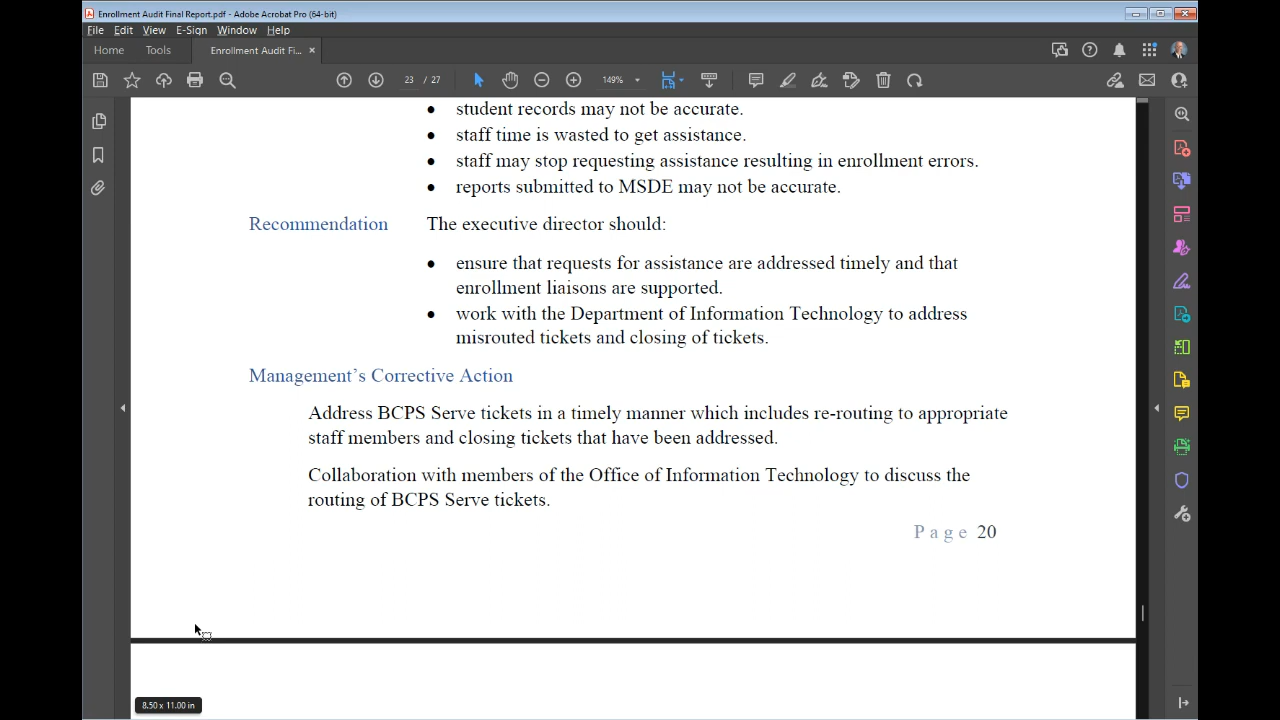 Enrollment Audit Final Report.pdf - Adobe Acrobat Pro (64-bit)
File Edit View E-Sign Window Help
Home Tools Enrollment Audit Fi... ×
23 / 27 149%
• student records may not be accurate.
• staff time is wasted to get assistance.
• staff may stop requesting assistance resulting in enrollment errors.
• reports submitted to MSDE may not be accurate.
Recommendation The executive director should:
• ensure that requests for assistance are addressed timely and that
enrollment liaisons are supported.
• work with the Department of Information Technology to address
misrouted tickets and closing of tickets.
Management’s Corrective Action
Address BCPS Serve tickets in a timely manner which includes re-routing to appropriate
staff members and closing tickets that have been addressed.
Collaboration with members of the Office of Information Technology to discuss the
routing of BCPS Serve tickets.
Page 20
8.50 x 11.00 in